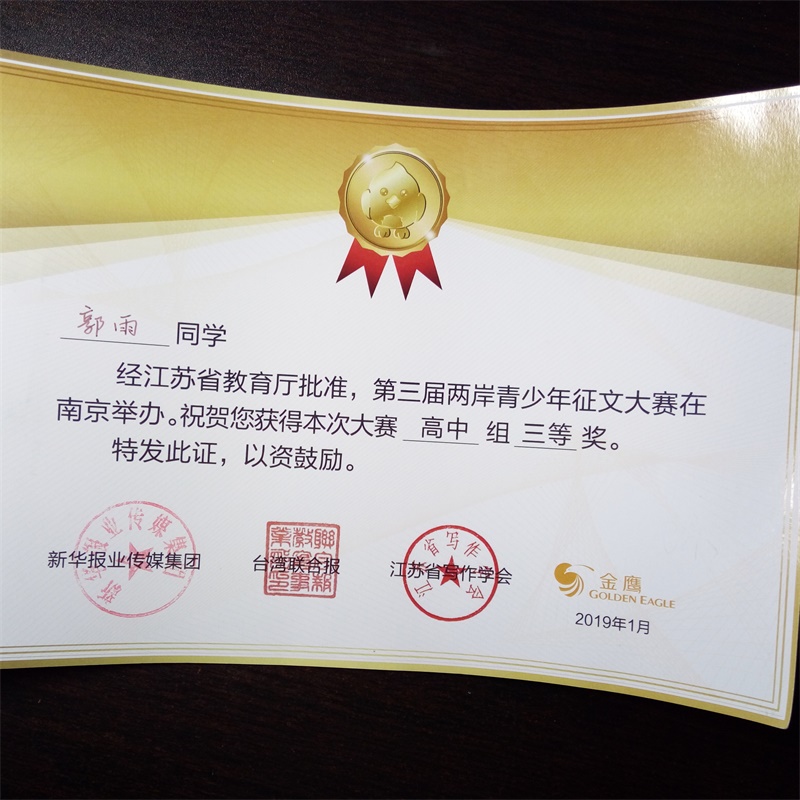 郭雨 同学
经江苏省教育厅批准，第三届两岸青少年征文大赛在
南京举办。祝贺您获得本次大赛 高中 组 三等 奖。
特发此证，以资鼓励。
新华报业传媒集团
台湾联合报
江苏省写作学会
金鹰
GOLDEN EAGLE
2019年1月